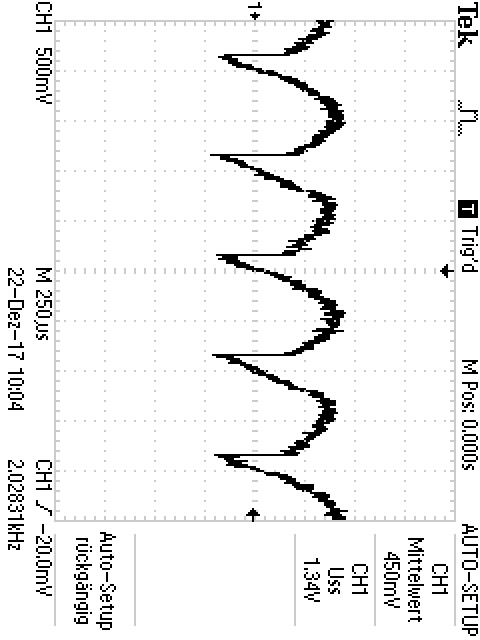 Tek T Trig'd M Pos: 0.000s AUTO-SETUP
CH1
Mittelwert
450mV
CH1
Uss
1.34V
1
Auto-Setup
rückgängig
CH1 500mV M 250µs CH1 -20.0mV
22-Dez-17 10:04 2.02831kHz